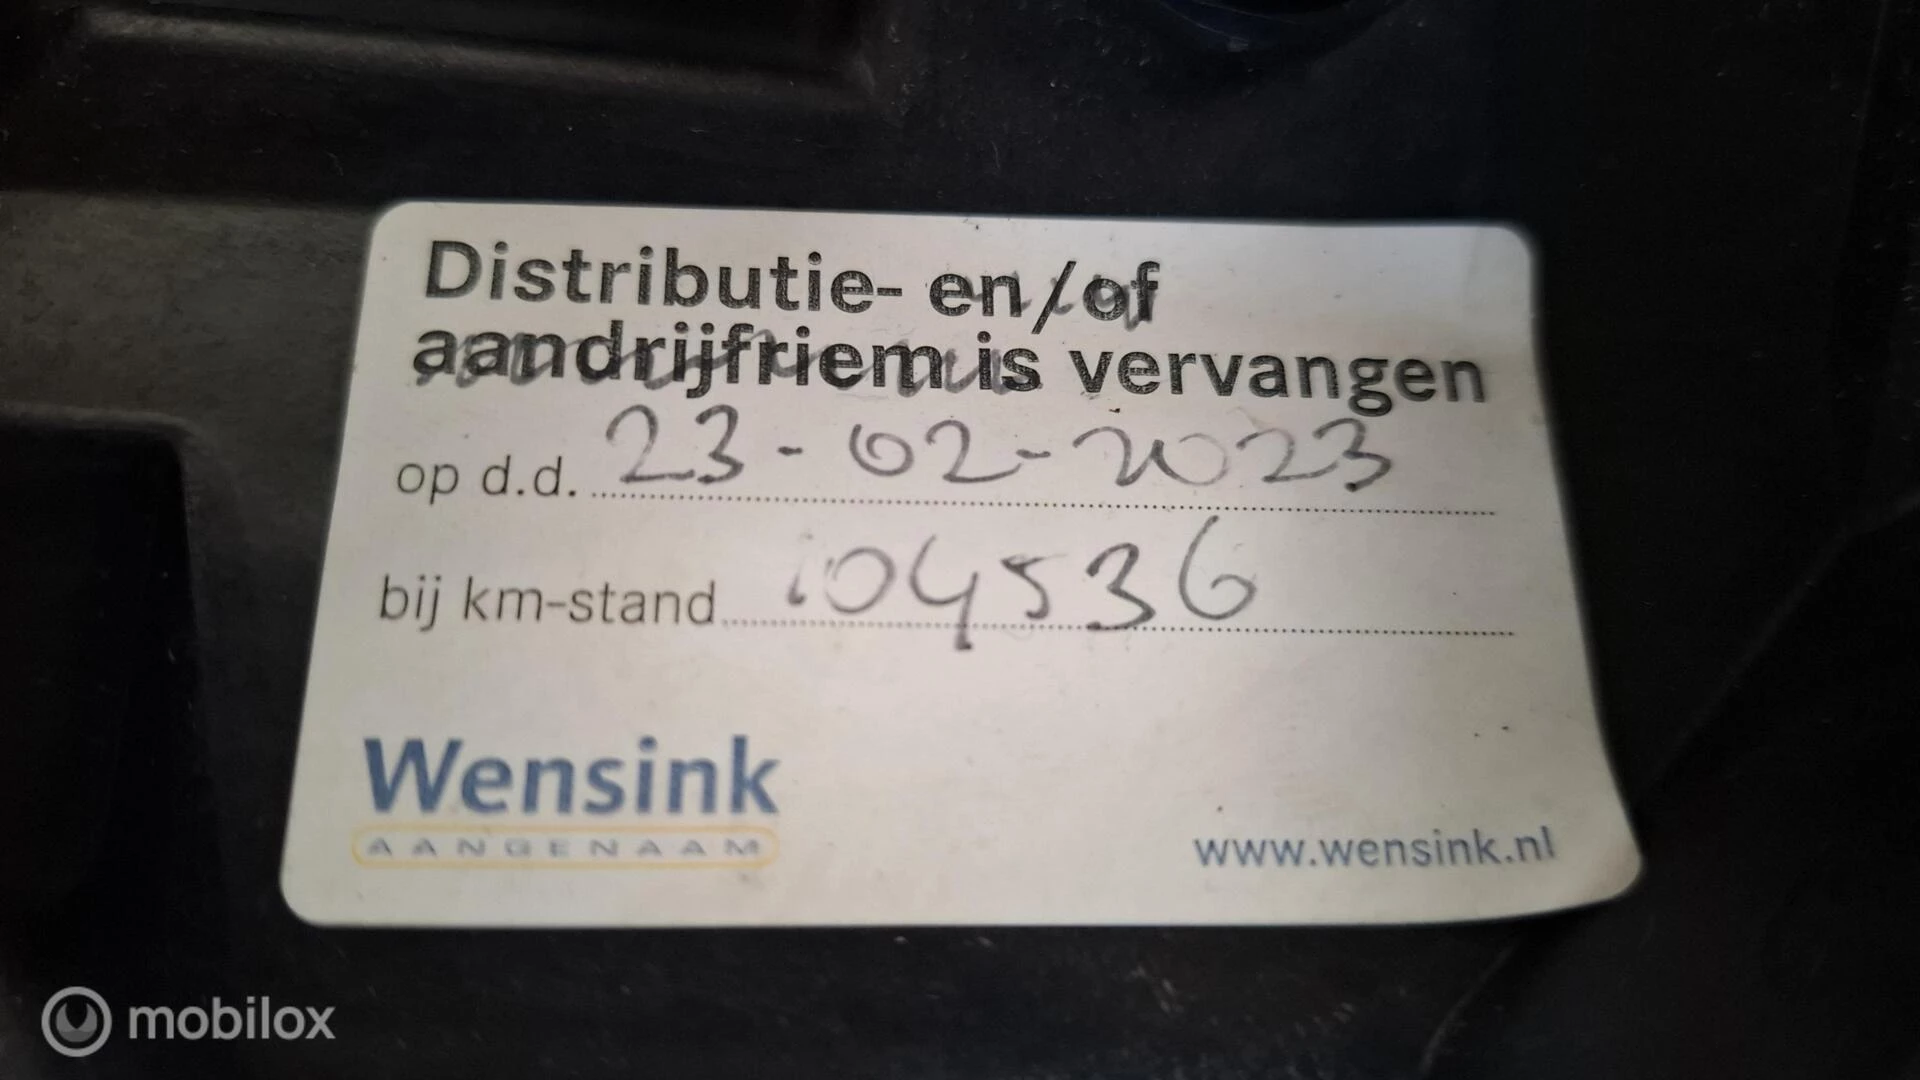 Distributie- en/of
aandrijfriem is vervangen
op d.d. 23-02-2023
bij km-stand 104536
Wensink
AANGENAAM
www.wensink.nl
mobilox